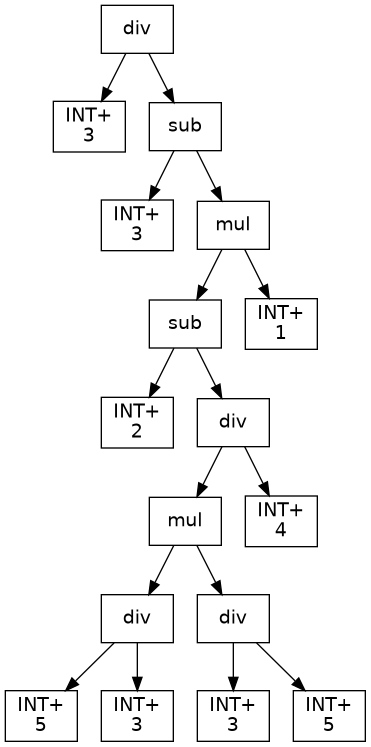 div
INT+
3
sub
INT+
3
mul
sub
INT+
1
INT+
2
div
mul
INT+
4
div
div
INT+
5
INT+
3
INT+
3
INT+
5